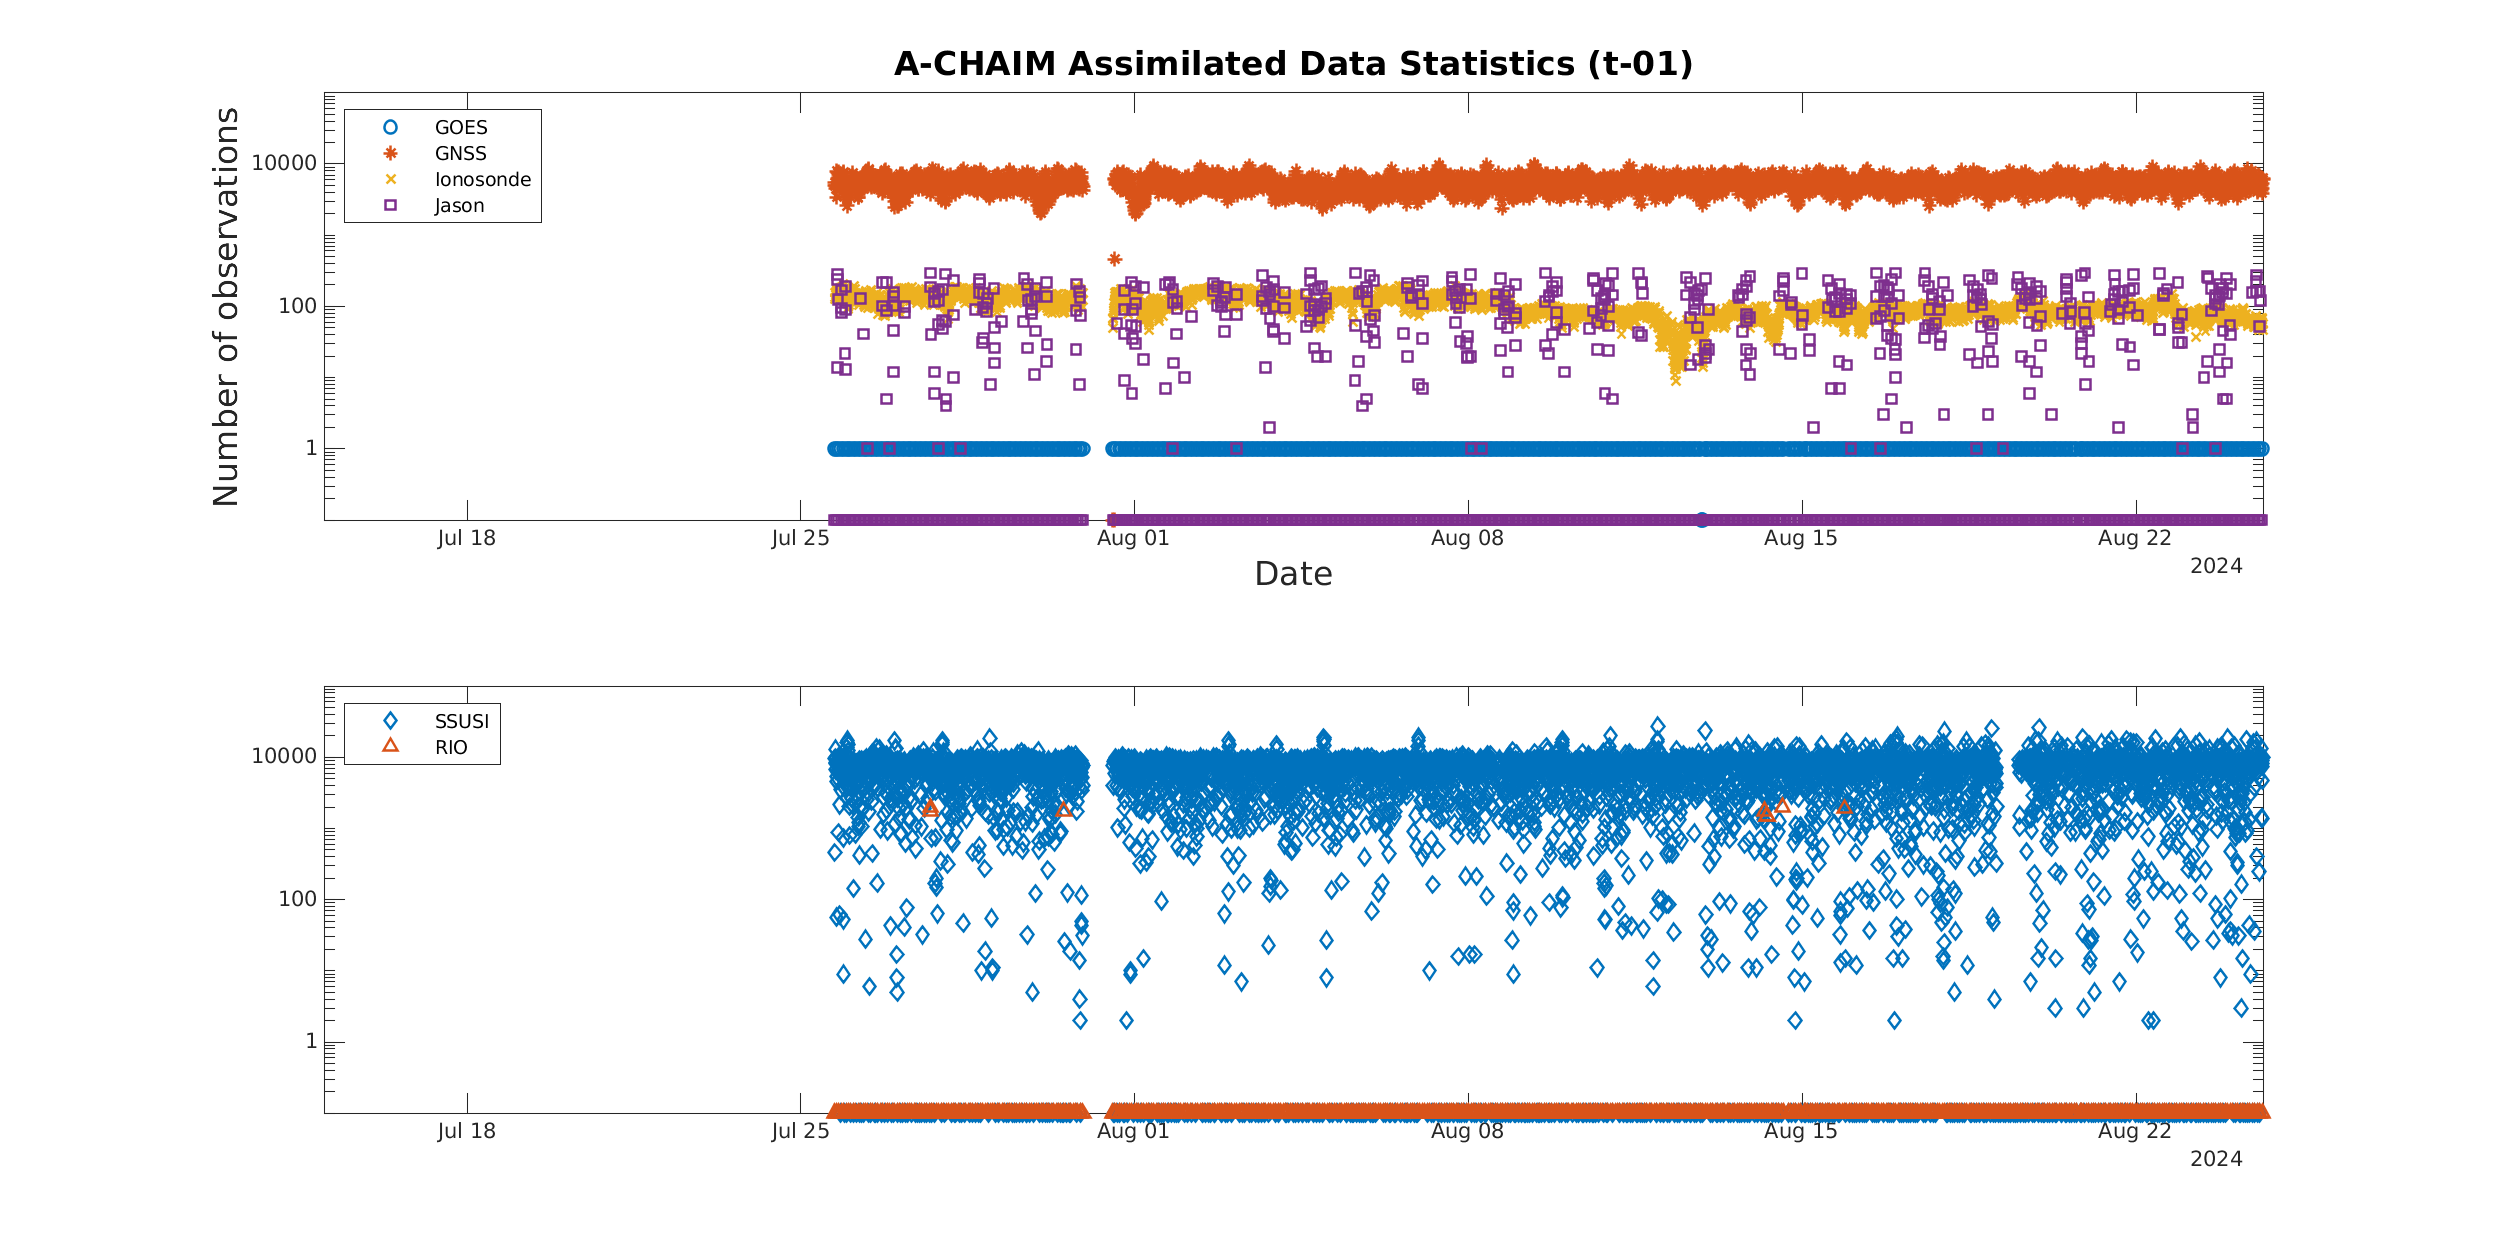 A-CHAIM Assimilated Data Statistics (t-01)
Number of observations
GOES
GNSS
Ionosonde
Jason
10000
100
1
Jul 18 Jul 25 Aug 01 Aug 08 Aug 15 Aug 22
2024
Date
SSUSI
RIO
10000
100
1
Jul 18 Jul 25 Aug 01 Aug 08 Aug 15 Aug 22
2024